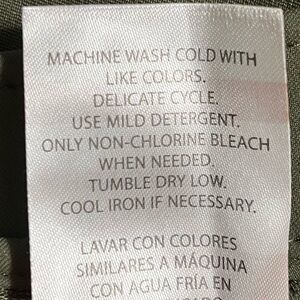 MACHINE WASH COLD WITH
LIKE COLORS.
DELICATE CYCLE.
USE MILD DETERGENT.
ONLY NON-CHLORINE BLEACH
WHEN NEEDED.
TUMBLE DRY LOW.
COOL IRON IF NECESSARY.
LAVAR CON COLORES
SIMILARES A MÁQUINA
CON AGUA FRÍA EN